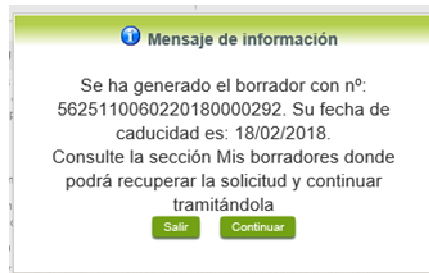 Mensaje de información
Se ha generado el borrador con nº:
5625110060220180000292. Su fecha de
caducidad es: 18/02/2018.
Consulte la sección Mis borradores donde
podrá recuperar la solicitud y continuar
tramitándola
Salir Continuar